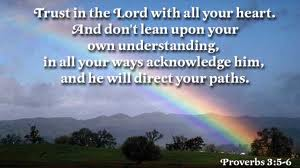 Trust in the Lord with all your heart.
And don't lean upon your
own understanding,
in all your ways acknowledge him,
and he will direct your paths.
Proverbs 3:5-6